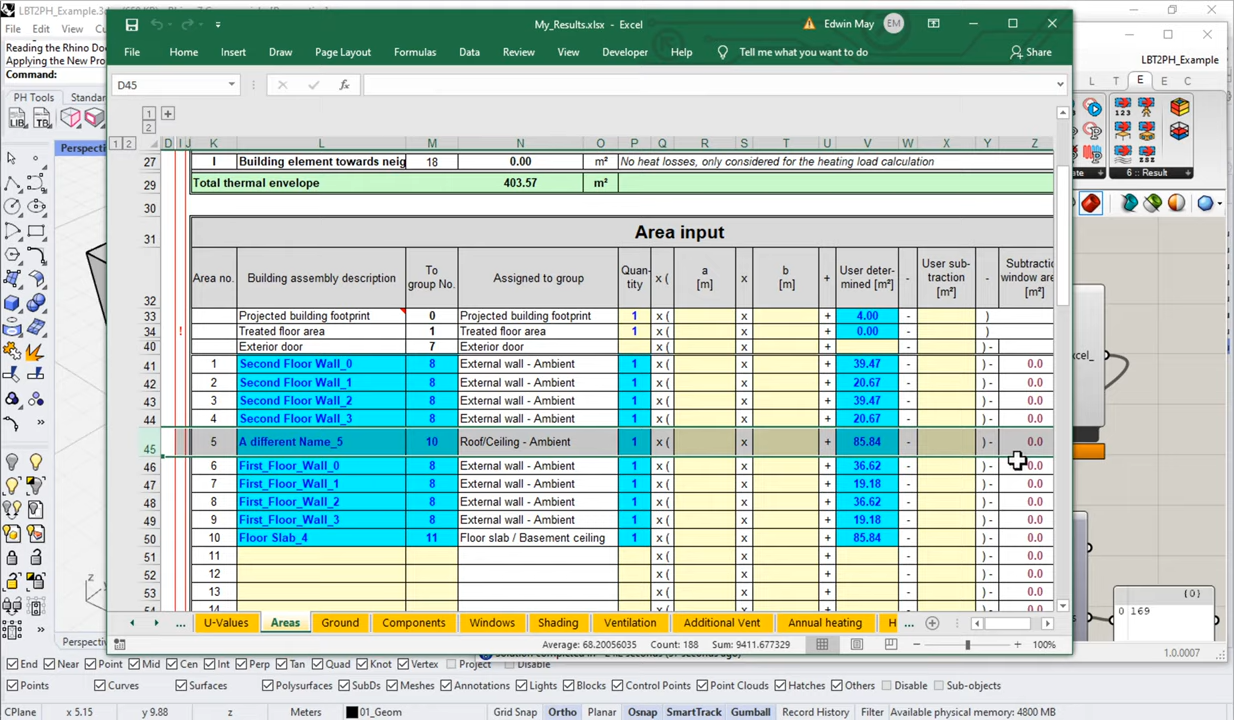 LBT2PH_Example.3
File Edit View
Reading the Rhino Doc
Applying the New Pro
Command:
PH Tools Standar
Perspecti
My_Results.xlsx - Excel
Edwin May EM
File Home Insert Draw Page Layout Formulas Data Review View Developer Help Tell me what you want to do Share
D45 fx
LBT2PH_Example
6 :: Result
1
2
1 2 D I J K L M N O P Q R S T U V W X Y Z
27 I Building element towards neig 18 0.00 m² No heat losses, only considered for the heating load calculation
29 Total thermal envelope 403.57 m²
30
31 Area input
32 Area no. Building assembly description To group No. Assigned to group Quan-tity x ( a [m] x b [m] + User deter-mined [m²] - User sub-traction [m²] - Subtractio window area [m²]
33 Projected building footprint 0 Projected building footprint 1 x ( x + 4.00 - )
34 ! Treated floor area 1 Treated floor area 1 x ( x + 0.00 - )
40 Exterior door 7 Exterior door x ( x + - ) -
41 1 Second Floor Wall_0 8 External wall - Ambient 1 x ( x + 39.47 - ) - 0.0
42 2 Second Floor Wall_1 8 External wall - Ambient 1 x ( x + 20.67 - ) - 0.0
43 3 Second Floor Wall_2 8 External wall - Ambient 1 x ( x + 39.47 - ) - 0.0
44 4 Second Floor Wall_3 8 External wall - Ambient 1 x ( x + 20.67 - ) - 0.0
45 5 A different Name_5 10 Roof/Ceiling - Ambient 1 x ( x + 85.84 - ) - 0.0
46 6 First_Floor_Wall_0 8 External wall - Ambient 1 x ( x + 36.62 - ) - 0.0
47 7 First_Floor_Wall_1 8 External wall - Ambient 1 x ( x + 19.18 - ) - 0.0
48 8 First_Floor_Wall_2 8 External wall - Ambient 1 x ( x + 36.62 - ) - 0.0
49 9 First_Floor_Wall_3 8 External wall - Ambient 1 x ( x + 19.18 - ) - 0.0
50 10 Floor Slab_4 11 Floor slab / Basement ceiling 1 x ( x + 85.84 - ) - 0.0
51 11 x ( x + - ) - 0.0
52 12 x ( x + - ) - 0.0
53 13 x ( x + - ) - 0.0
excel_
{0}
0 169
z
y
x
... U-Values Areas Ground Components Windows Shading Ventilation Additional Vent Annual heating H ...
Perspectiv
Average: 68.20056035 Count: 188 Sum: 9411.677329 100%
1.0.0007
End Near Point Mid Cen Int Perp Tan Quad Knot Vertex Project Disable
Points Curves Surfaces Polysurfaces SubDs Meshes Annotations Lights Blocks Control Points Point Clouds Hatches Others Disable Sub-objects
CPlane x 5.15 y 9.88 z Meters 01_Geom Grid Snap Ortho Planar Osnap SmartTrack Gumball Record History Filter Available physical memory: 4800 MB